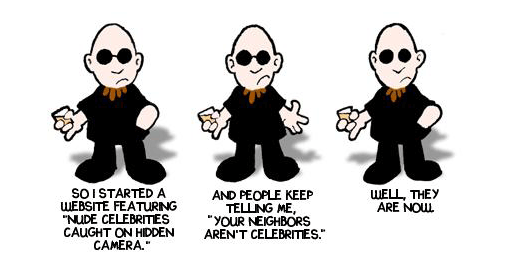 SO I STARTED A
WEBSITE FEATURING
"NUDE CELEBRITIES
CAUGHT ON HIDDEN
CAMERA."
AND PEOPLE KEEP
TELLING ME,
"YOUR NEIGHBORS
AREN'T CELEBRITIES."
WELL, THEY
ARE NOW.